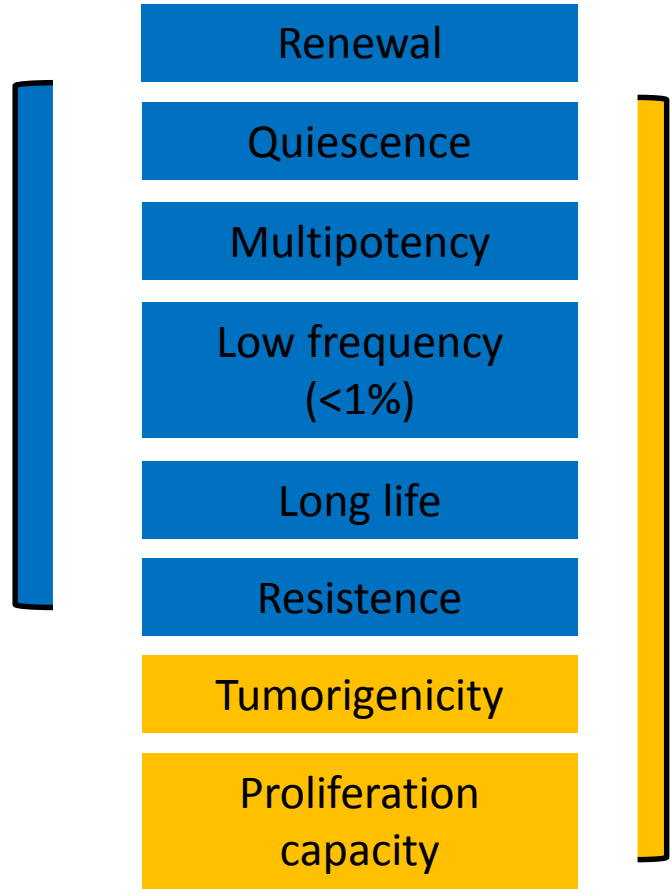 Renewal
Quiescence
Multipotency
Low frequency
(<1%)
Long life
Resistence
Tumorigenicity
Proliferation
capacity